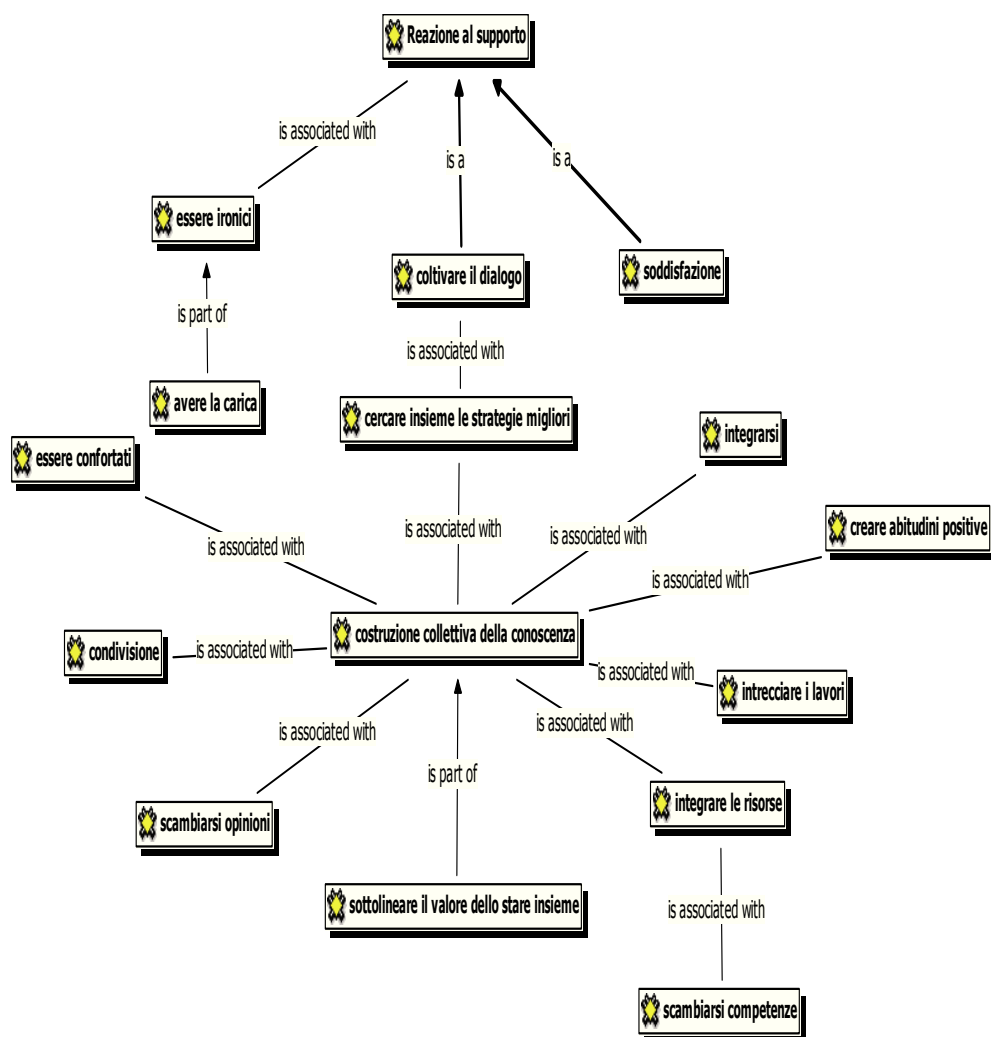 Reazione al supporto
is associated with
is a
is a
essere ironici
coltivare il dialogo
soddisfazione
is part of
is associated with
avere la carica
cercare insieme le strategie migliori
integrarsi
essere confortati
is associated with
is associated with
is associated with
creare abitudini positive
is associated with
costruzione collettiva della conoscenza
condivisione
is associated with
is associated with
intrecciare i lavori
is associated with
is associated with
is part of
scambiarsi opinioni
integrare le risorse
sottolineare il valore dello stare insieme
is associated with
scambiarsi competenze